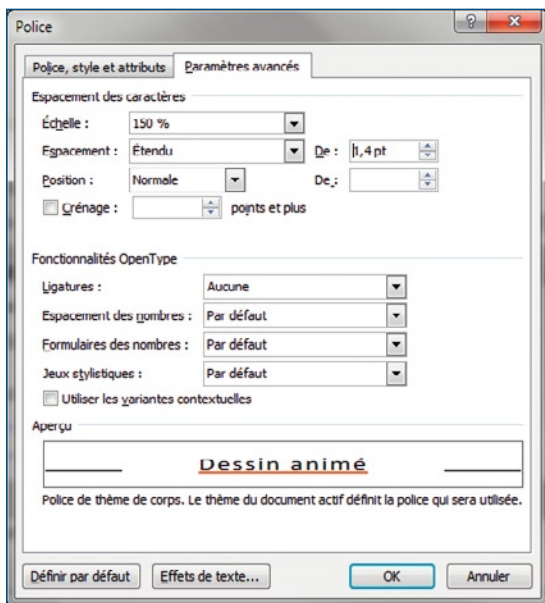 Police
Police, style et attributs Paramètres avancés
Espacement des caractères
Échelle : 150 %
Espacement : Étendu De : 1,4 pt
Position : Normale De :
Crénage : points et plus
Fonctionnalités OpenType
Ligatures : Aucune
Espacement des nombres : Par défaut
Formulaires des nombres : Par défaut
Jeux stylistiques : Par défaut
Utiliser les variantes contextuelles
Aperçu
Dessin animé
Police de thème de corps. Le thème du document actif définit la police qui sera utilisée.
Définir par défaut Effets de texte... OK Annuler